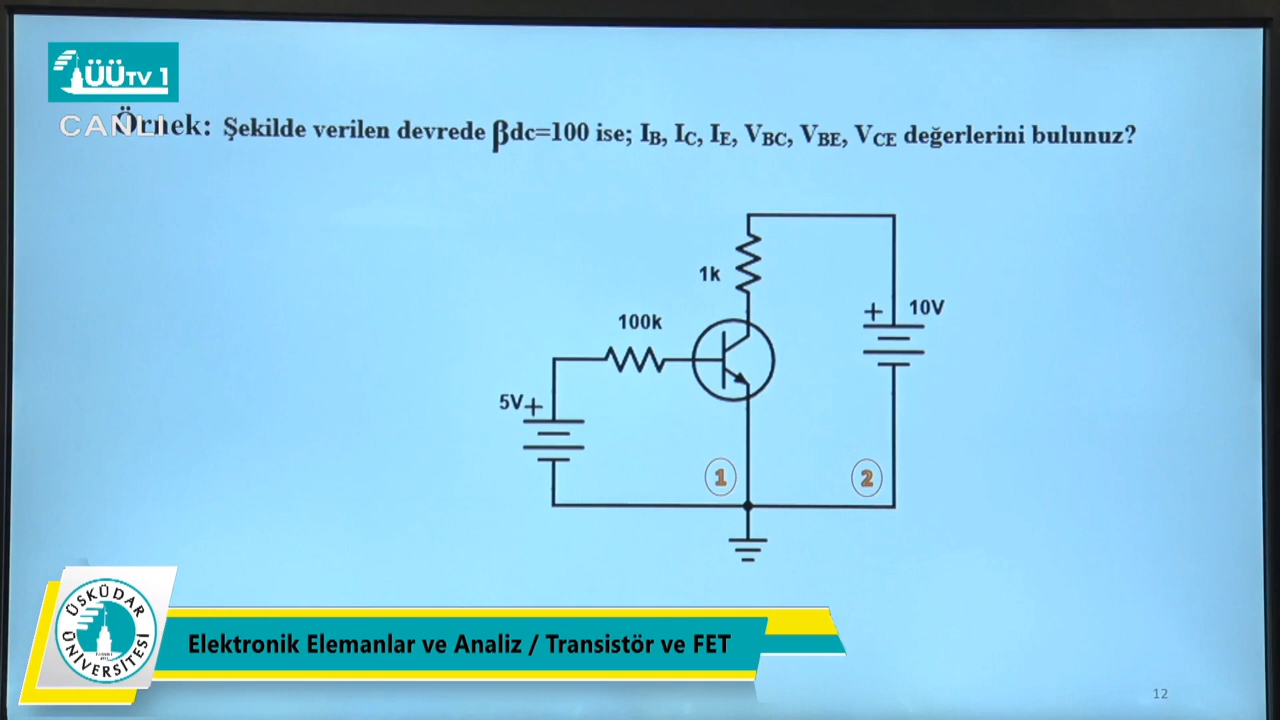 ÜÜTV 1
CANLI
Örnek: Şekilde verilen devrede βdc=100 ise; IB, IC, IE, VBC, VBE, VCE değerlerini bulunuz?
1k
10V
+
100k
5V+
1
2
ÜSKÜDAR ÜNİVERSİTESİ
Elektronik Elemanlar ve Analiz / Transistör ve FET
12